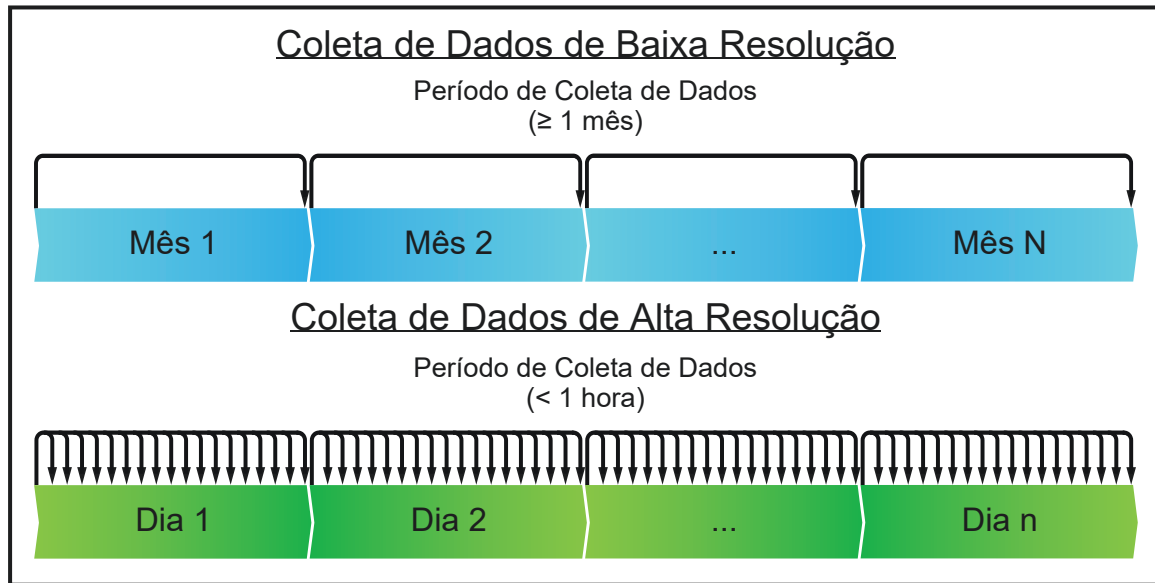 Coleta de Dados de Baixa Resolução
Período de Coleta de Dados
(≥ 1 mês)
Mês 1
Mês 2
...
Mês N
Coleta de Dados de Alta Resolução
Período de Coleta de Dados
(< 1 hora)
Dia 1
Dia 2
...
Dia n